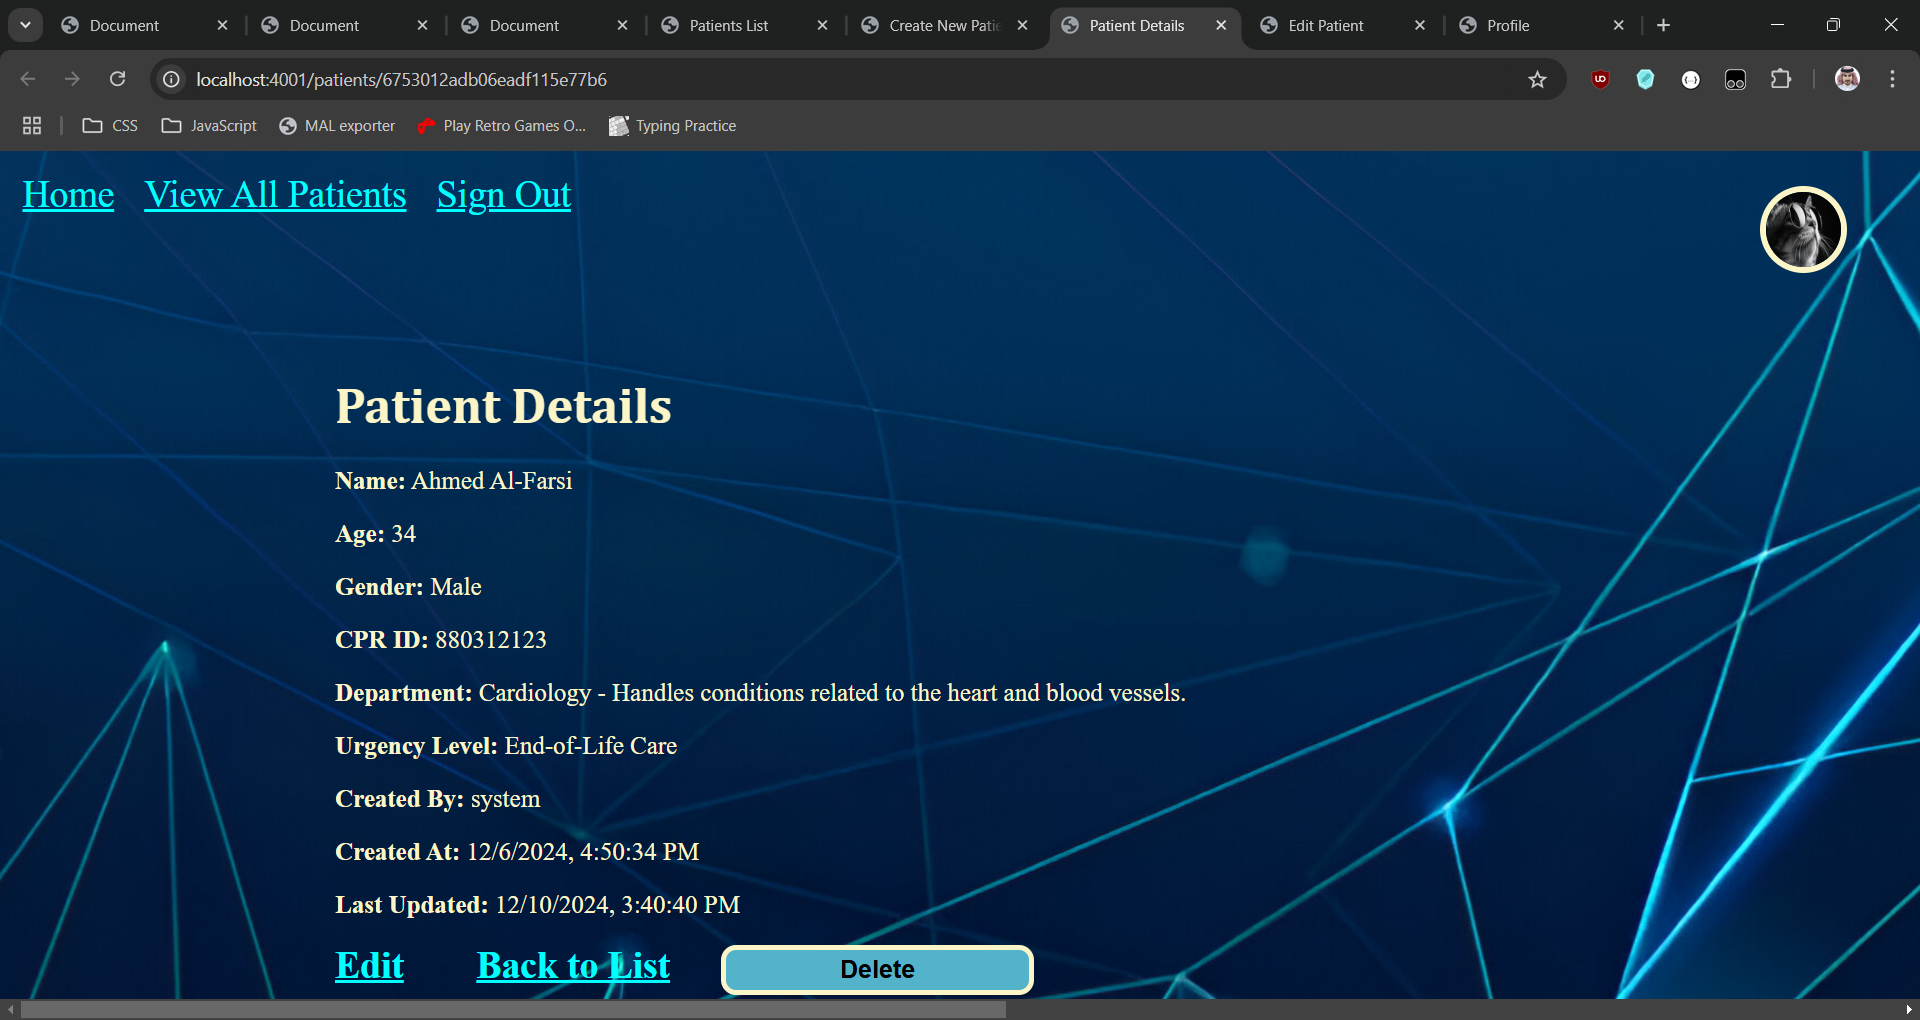 Document
Document
Document
Patients List
Create New Patie
Patient Details
Edit Patient
Profile
localhost:4001/patients/6753012adb06eadf115e77b6
CSS
JavaScript
MAL exporter
Play Retro Games O...
Typing Practice
Home View All Patients Sign Out
Patient Details
Name: Ahmed Al-Farsi
Age: 34
Gender: Male
CPR ID: 880312123
Department: Cardiology - Handles conditions related to the heart and blood vessels.
Urgency Level: End-of-Life Care
Created By: system
Created At: 12/6/2024, 4:50:34 PM
Last Updated: 12/10/2024, 3:40:40 PM
Edit Back to List Delete